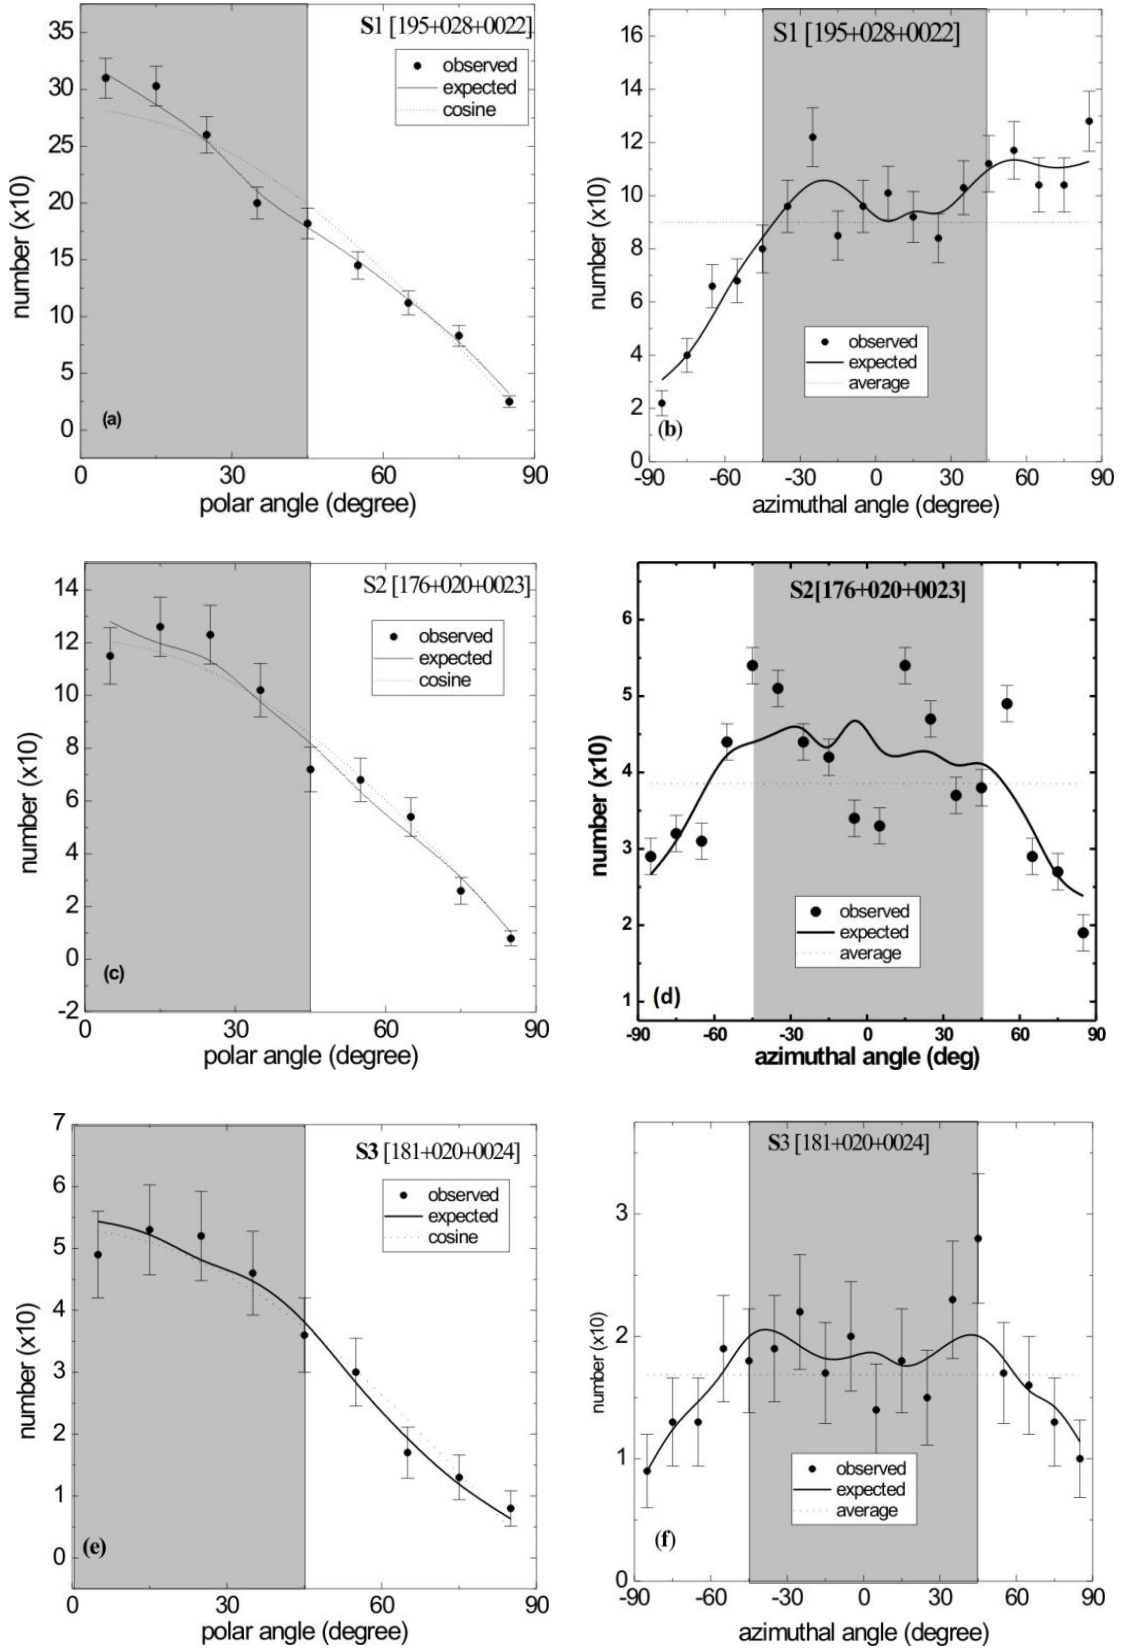 S1 [195+028+0022]
observed
expected
cosine
35
30
25
20
15
10
5
0
number (x10)
(a)
0 30 60 90
polar angle (degree)
S1 [195+028+0022]
16
14
12
10
8
6
4
2
0
number (x10)
observed
expected
average
(b)
-90 -60 -30 0 30 60 90
azimuthal angle (degree)
S2 [176+020+0023]
observed
expected
cosine
14
12
10
8
6
4
2
0
-2
number (x10)
(c)
0 30 60 90
polar angle (degree)
S2[176+020+0023]
6
5
4
3
2
1
number (x10)
observed
expected
average
(d)
-90 -60 -30 0 30 60 90
azimuthal angle (deg)
S3 [181+020+0024]
observed
expected
cosine
7
6
5
4
3
2
1
0
number (x10)
(e)
0 30 60 90
polar angle (degree)
S3 [181+020+0024]
3
2
1
0
number (x10)
observed
expected
average
(f)
-90 -60 -30 0 30 60 90
azimuthal angle (degree)